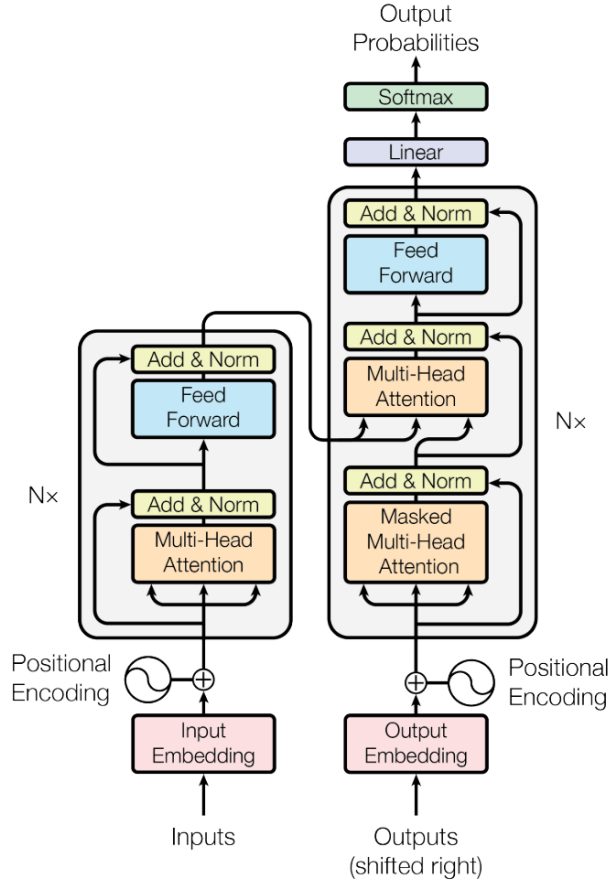 Output
Probabilities
Softmax
Linear
Add & Norm
Feed
Forward
Add & Norm
Multi-Head
Attention
Add & Norm
Masked
Multi-Head
Attention
N×
Add & Norm
Feed
Forward
Add & Norm
Multi-Head
Attention
N×
Positional
Encoding
Input
Embedding
Inputs
Positional
Encoding
Output
Embedding
Outputs
(shifted right)